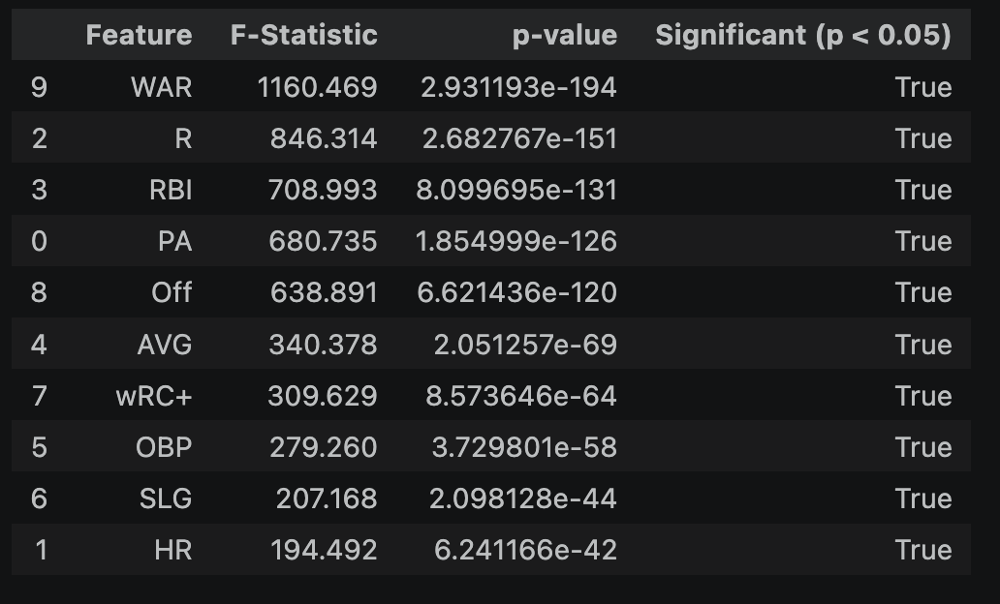 Feature F-Statistic p-value Significant (p < 0.05)
9 WAR 1160.469 2.931193e-194 True
2 R 846.314 2.682767e-151 True
3 RBI 708.993 8.099695e-131 True
0 PA 680.735 1.854999e-126 True
8 Off 638.891 6.621436e-120 True
4 AVG 340.378 2.051257e-69 True
7 wRC+ 309.629 8.573646e-64 True
5 OBP 279.260 3.729801e-58 True
6 SLG 207.168 2.098128e-44 True
1 HR 194.492 6.241166e-42 True